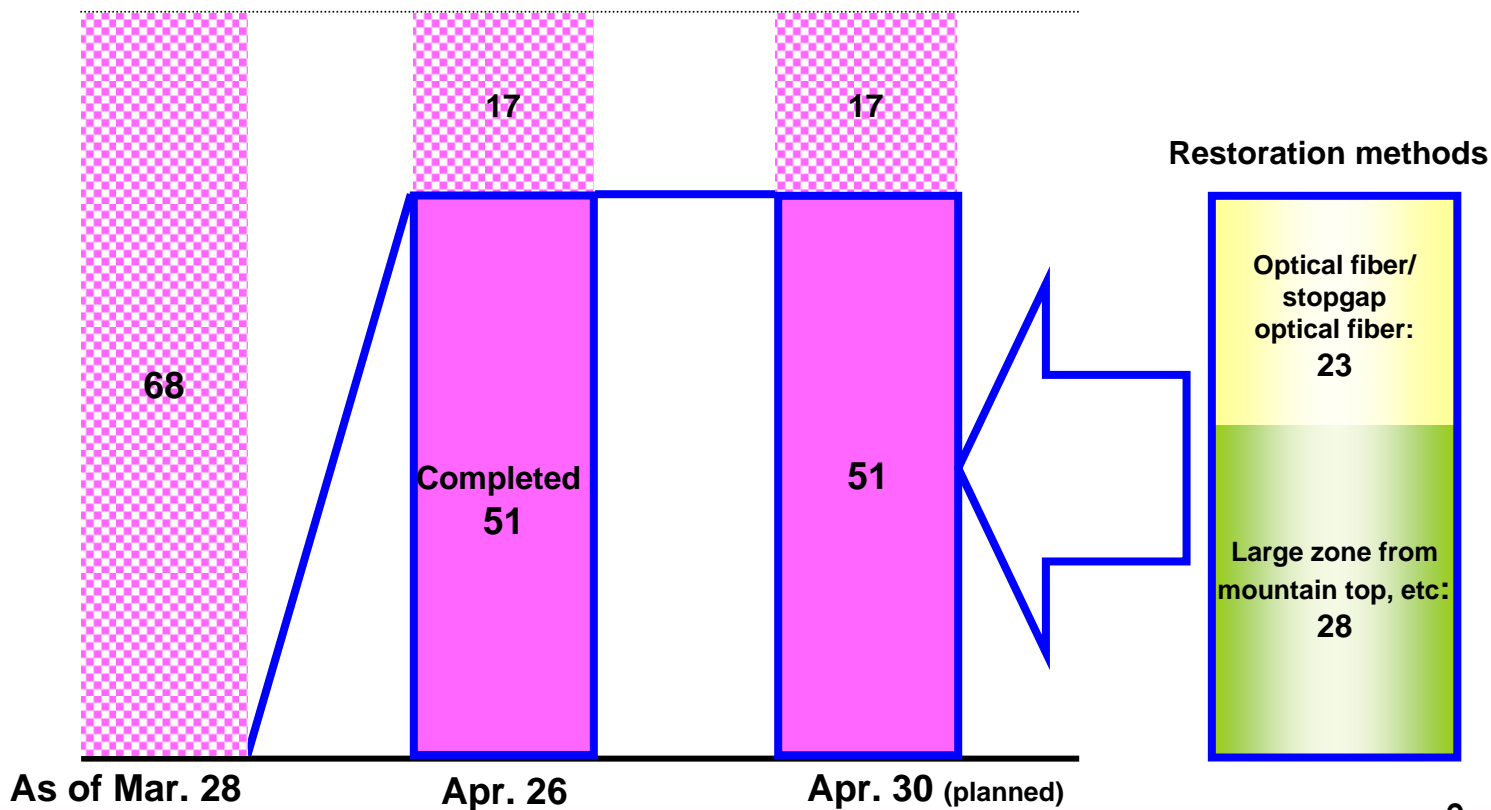 17
17
Restoration methods
68
Completed
51
51
Optical fiber/
stopgap
optical fiber:
23
Large zone from
mountain top, etc:
28
As of Mar. 28
Apr. 26
Apr. 30 (planned)